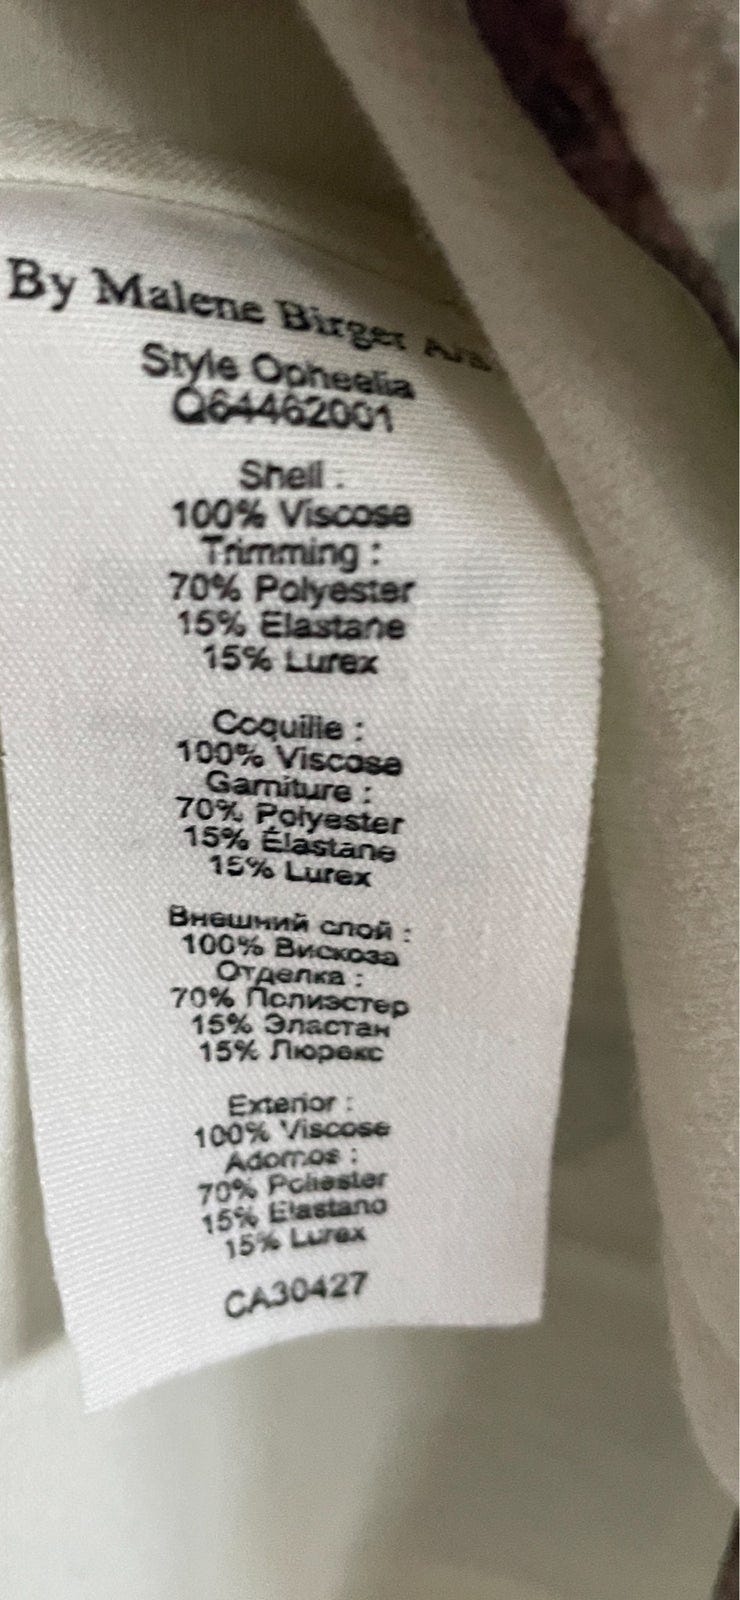 By Malene Birger A/S
Style Opheelia
Q64462001
Shell :
100% Viscose
Trimming :
70% Polyester
15% Elastane
15% Lurex
Coquille :
100% Viscose
Garniture :
70% Polyester
15% Élastane
15% Lurex
Внешний слой :
100% Вискоза
Отделка :
70% Полиэстер
15% Эластан
15% Люрекс
Exterior :
100% Viscose
Adornos :
70% Poliester
15% Elastano
15% Lurex
CA30427